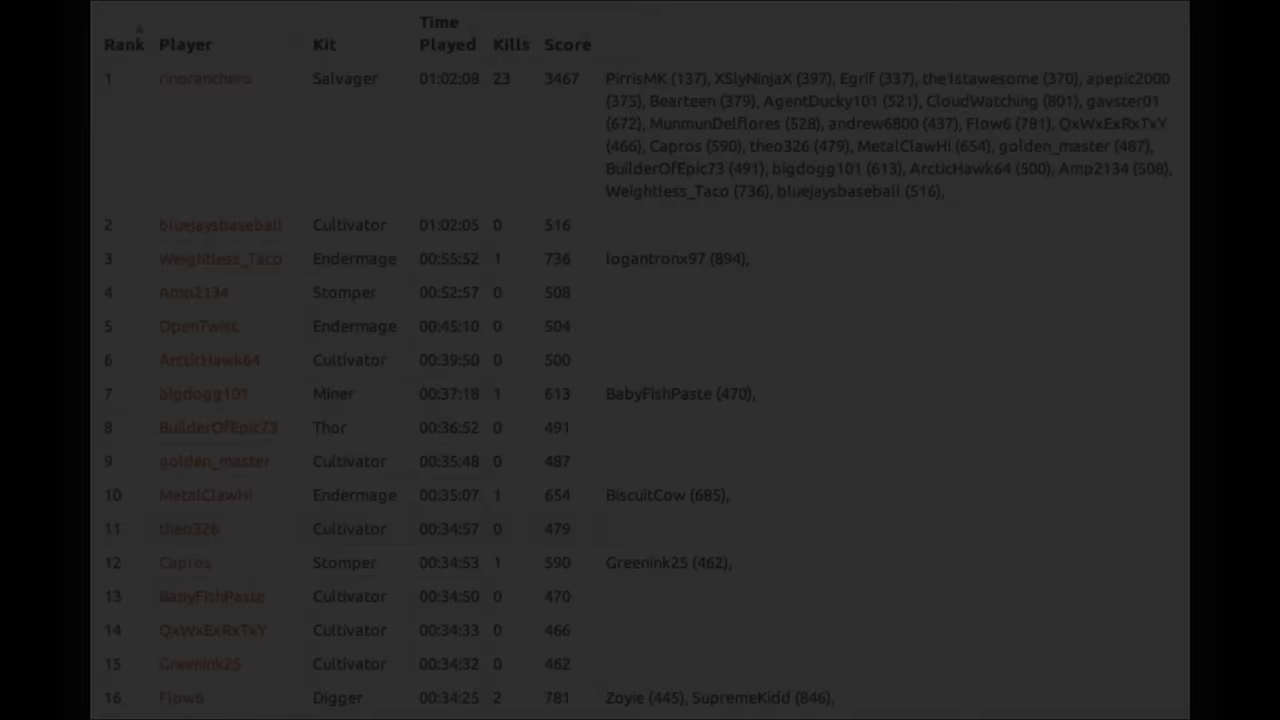 Time
Rank Player Kit Played Kills Score
1 rinoranchero Salvager 01:02:08 23 3467 PirrisMK (137), XSlyNinjaX (397), Egrif (337), the1stawesome (370), apepic2000
(375), Bearteen (379), AgentDucky101 (521), CloudWatching (801), gavster01
(672), MunmunDelflores (528), andrew6800 (437), Flow6 (781), QxWxExRxTxY
(466), Capros (590), theo326 (479), MetalClawHi (654), golden_master (487),
BuilderOfEpic73 (491), bigdogg101 (613), ArcticHawk64 (500), Amp2134 (508),
Weightless_Taco (736), bluejaysbaseball (516),
2 bluejaysbaseball Cultivator 01:02:05 0 516
3 Weightless_Taco Endermage 00:55:52 1 736 logantronx97 (894),
4 Amp2134 Stomper 00:52:57 0 508
5 OpenTwist Endermage 00:45:10 0 504
6 ArcticHawk64 Cultivator 00:39:50 0 500
7 bigdogg101 Miner 00:37:18 1 613 BabyFishPaste (470),
8 BuilderOfEpic73 Thor 00:36:52 0 491
9 golden_master Cultivator 00:35:48 0 487
10 MetalClawHi Endermage 00:35:07 1 654 BiscuitCow (685),
11 theo326 Cultivator 00:34:57 0 479
12 Capros Stomper 00:34:53 1 590 Greenink25 (462),
13 BabyFishPaste Cultivator 00:34:50 0 470
14 QxWxExRxTxY Cultivator 00:34:33 0 466
15 Greenink25 Cultivator 00:34:32 0 462
16 Flow6 Digger 00:34:25 2 781 Zoyie (445), SupremeKidd (846),